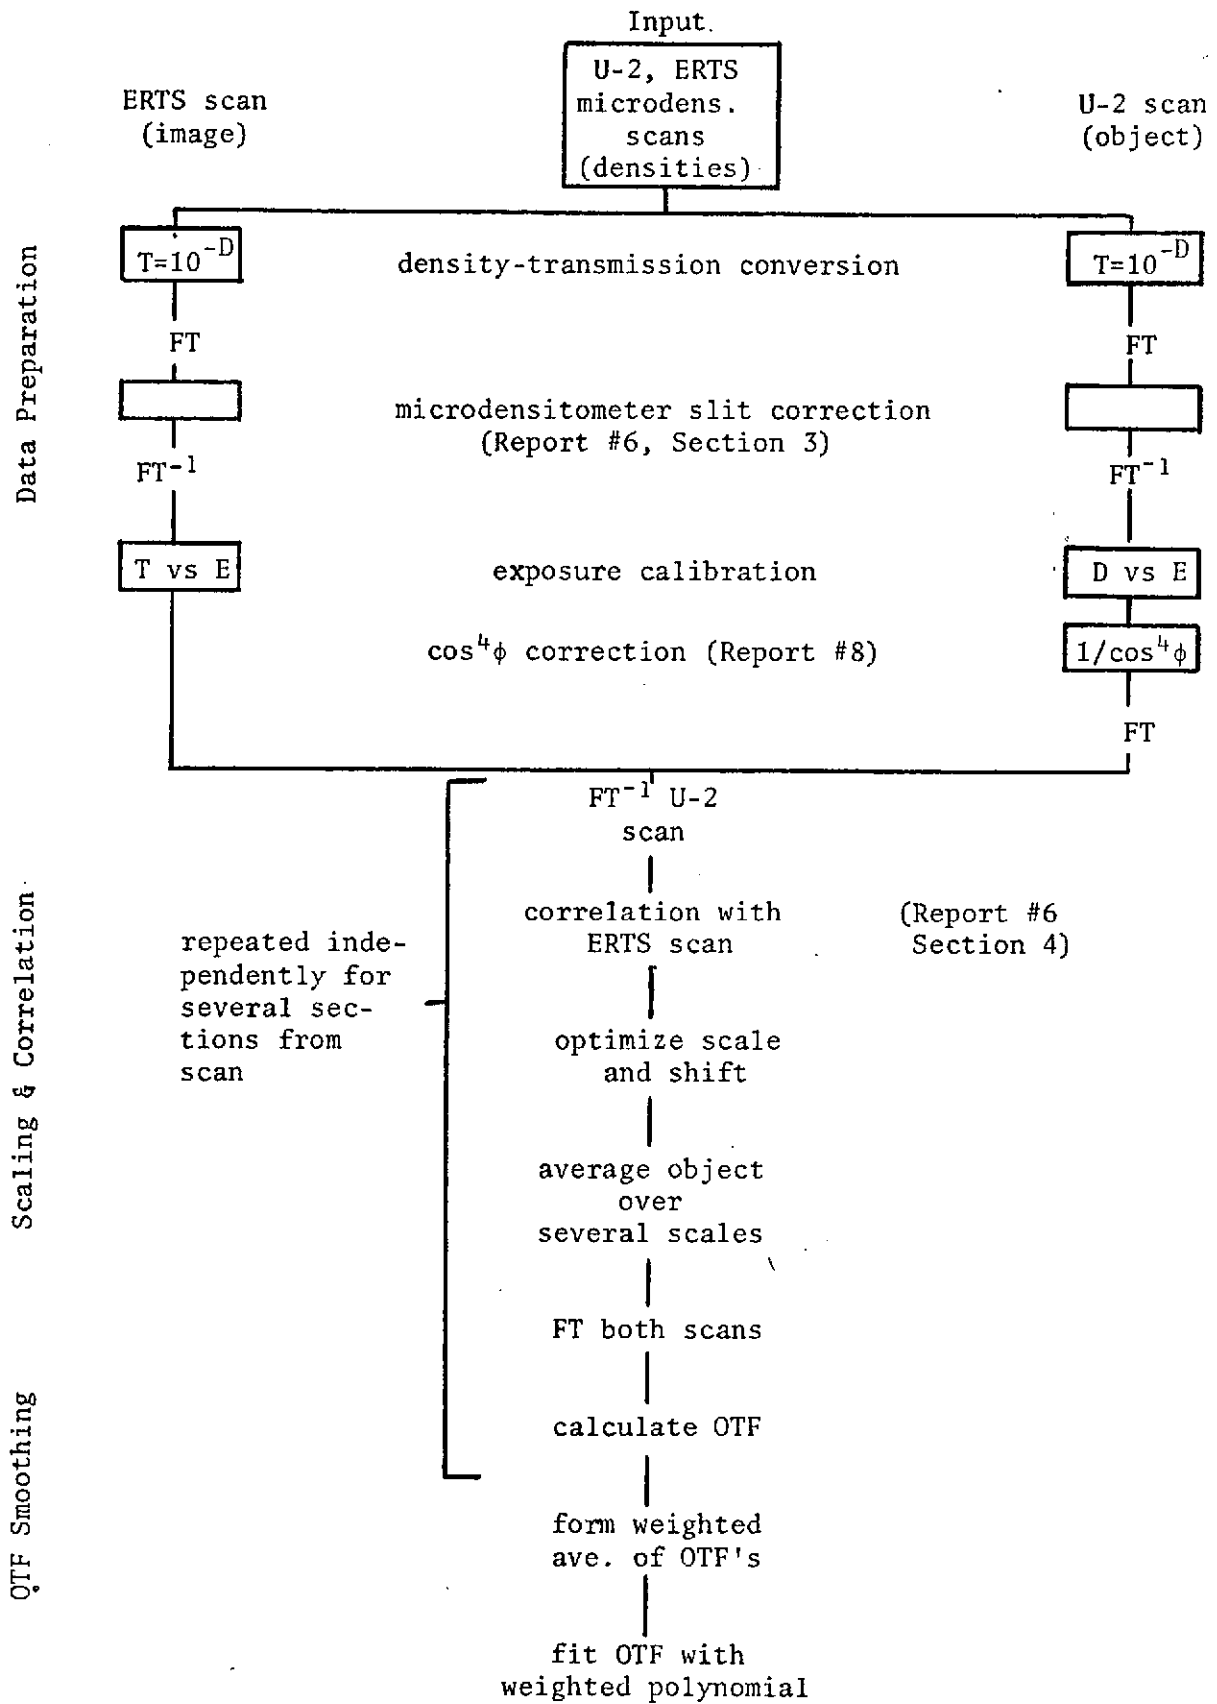 Input.
U-2, ERTS
microdens.
scans
(densities)
ERTS scan
(image)
U-2 scan
(object)
Data Preparation
T=10^-D
density-transmission conversion
T=10^-D
FT
FT
microdensitometer slit correction
(Report #6, Section 3)
FT^-1
FT^-1
T vs E
exposure calibration
D vs E
cos^4ϕ correction (Report #8)
1/cos^4ϕ
FT
Scaling & Correlation
FT^-1 U-2
scan
correlation with
ERTS scan
(Report #6
Section 4)
repeated inde-
pendently for
several sec-
tions from
scan
optimize scale
and shift
average object
over
several scales
FT both scans
OTF Smoothing
calculate OTF
form weighted
ave. of OTF's
fit OTF with
weighted polynomial